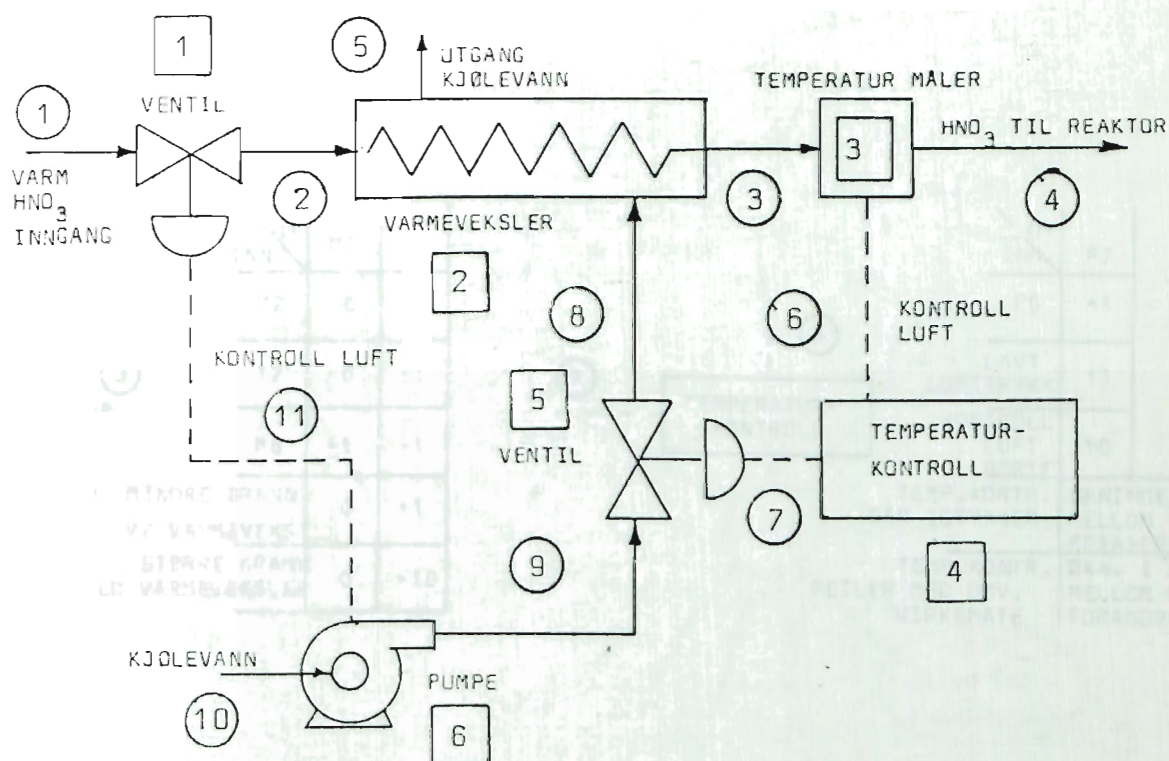 1
5
UTGANG
KJØLEVANN
TEMPERATUR MÅLER
1
VENTIL
HNO3 TIL REAKTOR
3
VARM
HNO3
INNGANG
2
3
4
VARMEVEKSLER
2
8
6
KONTROLL
LUFT
KONTROLL LUFT
11
5
VENTIL
TEMPERATUR-
KONTROLL
7
9
4
KJØLEVANN
PUMPE
10
6